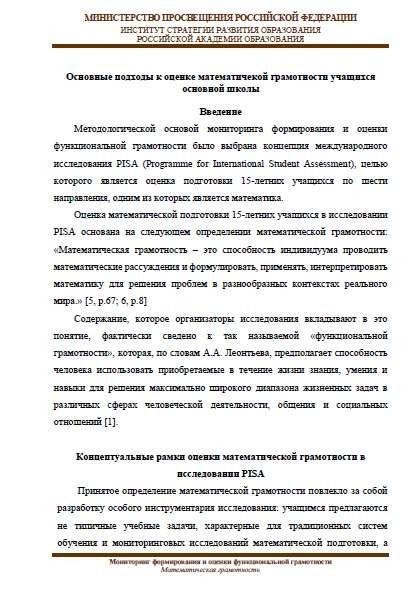 МИНИСТЕРСТВО ПРОСВЕЩЕНИЯ РОССИЙСКОЙ ФЕДЕРАЦИИ
ИНСТИТУТ СТРАТЕГИИ РАЗВИТИЯ ОБРАЗОВАНИЯ
РОССИЙСКОЙ АКАДЕМИИ ОБРАЗОВАНИЯ
Основные подходы к оценке математичекой грамотности учащихся
основной школы
Введение
Методологической основой мониторинга формирования и оценки
функциональной грамотности было выбрана концепция международного
исследования PISA (Programme for International Student Assessment), целью
которого является оценка подготовки 15-летних учащихся по шести
направления, одним из которых является математика.
Оценка математической подготовки 15-летних учащихся в исследовании
PISA основана на следующем определении математической грамотности:
«Математическая грамотность – это способность индивидуума проводить
математические рассуждения и формулировать, применять, интерпретировать
математику для решения проблем в разнообразных контекстах реального
мира.» [5, p.67; 6, p.8]
Содержание, которое организаторы исследования вкладывают в это
понятие, фактически сведено к так называемой «функциональной
грамотности», которая, по словам А.А. Леонтьева, предполагает способность
человека использовать приобретаемые в течение жизни знания, умения и
навыки для решения максимально широкого диапазона жизненных задач в
различных сферах человеческой деятельности, общения и социальных
отношений [1].
Концептуальные рамки оценки математической грамотности в
исследовании PISA
Принятое определение математической грамотности повлекло за собой
разработку особого инструментария исследования: учащимся предлагаются
не типичные учебные задачи, характерные для традиционных систем
обучения и мониторинговых исследований математической подготовки, а
Мониторинг формирования и оценки функциональной грамотности
Математическая грамотность